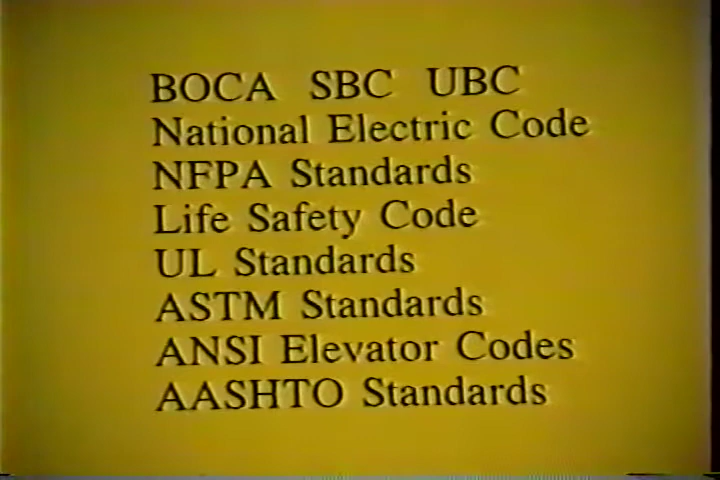 BOCA SBC UBC
National Electric Code
NFPA Standards
Life Safety Code
UL Standards
ASTM Standards
ANSI Elevator Codes
AASHTO Standards